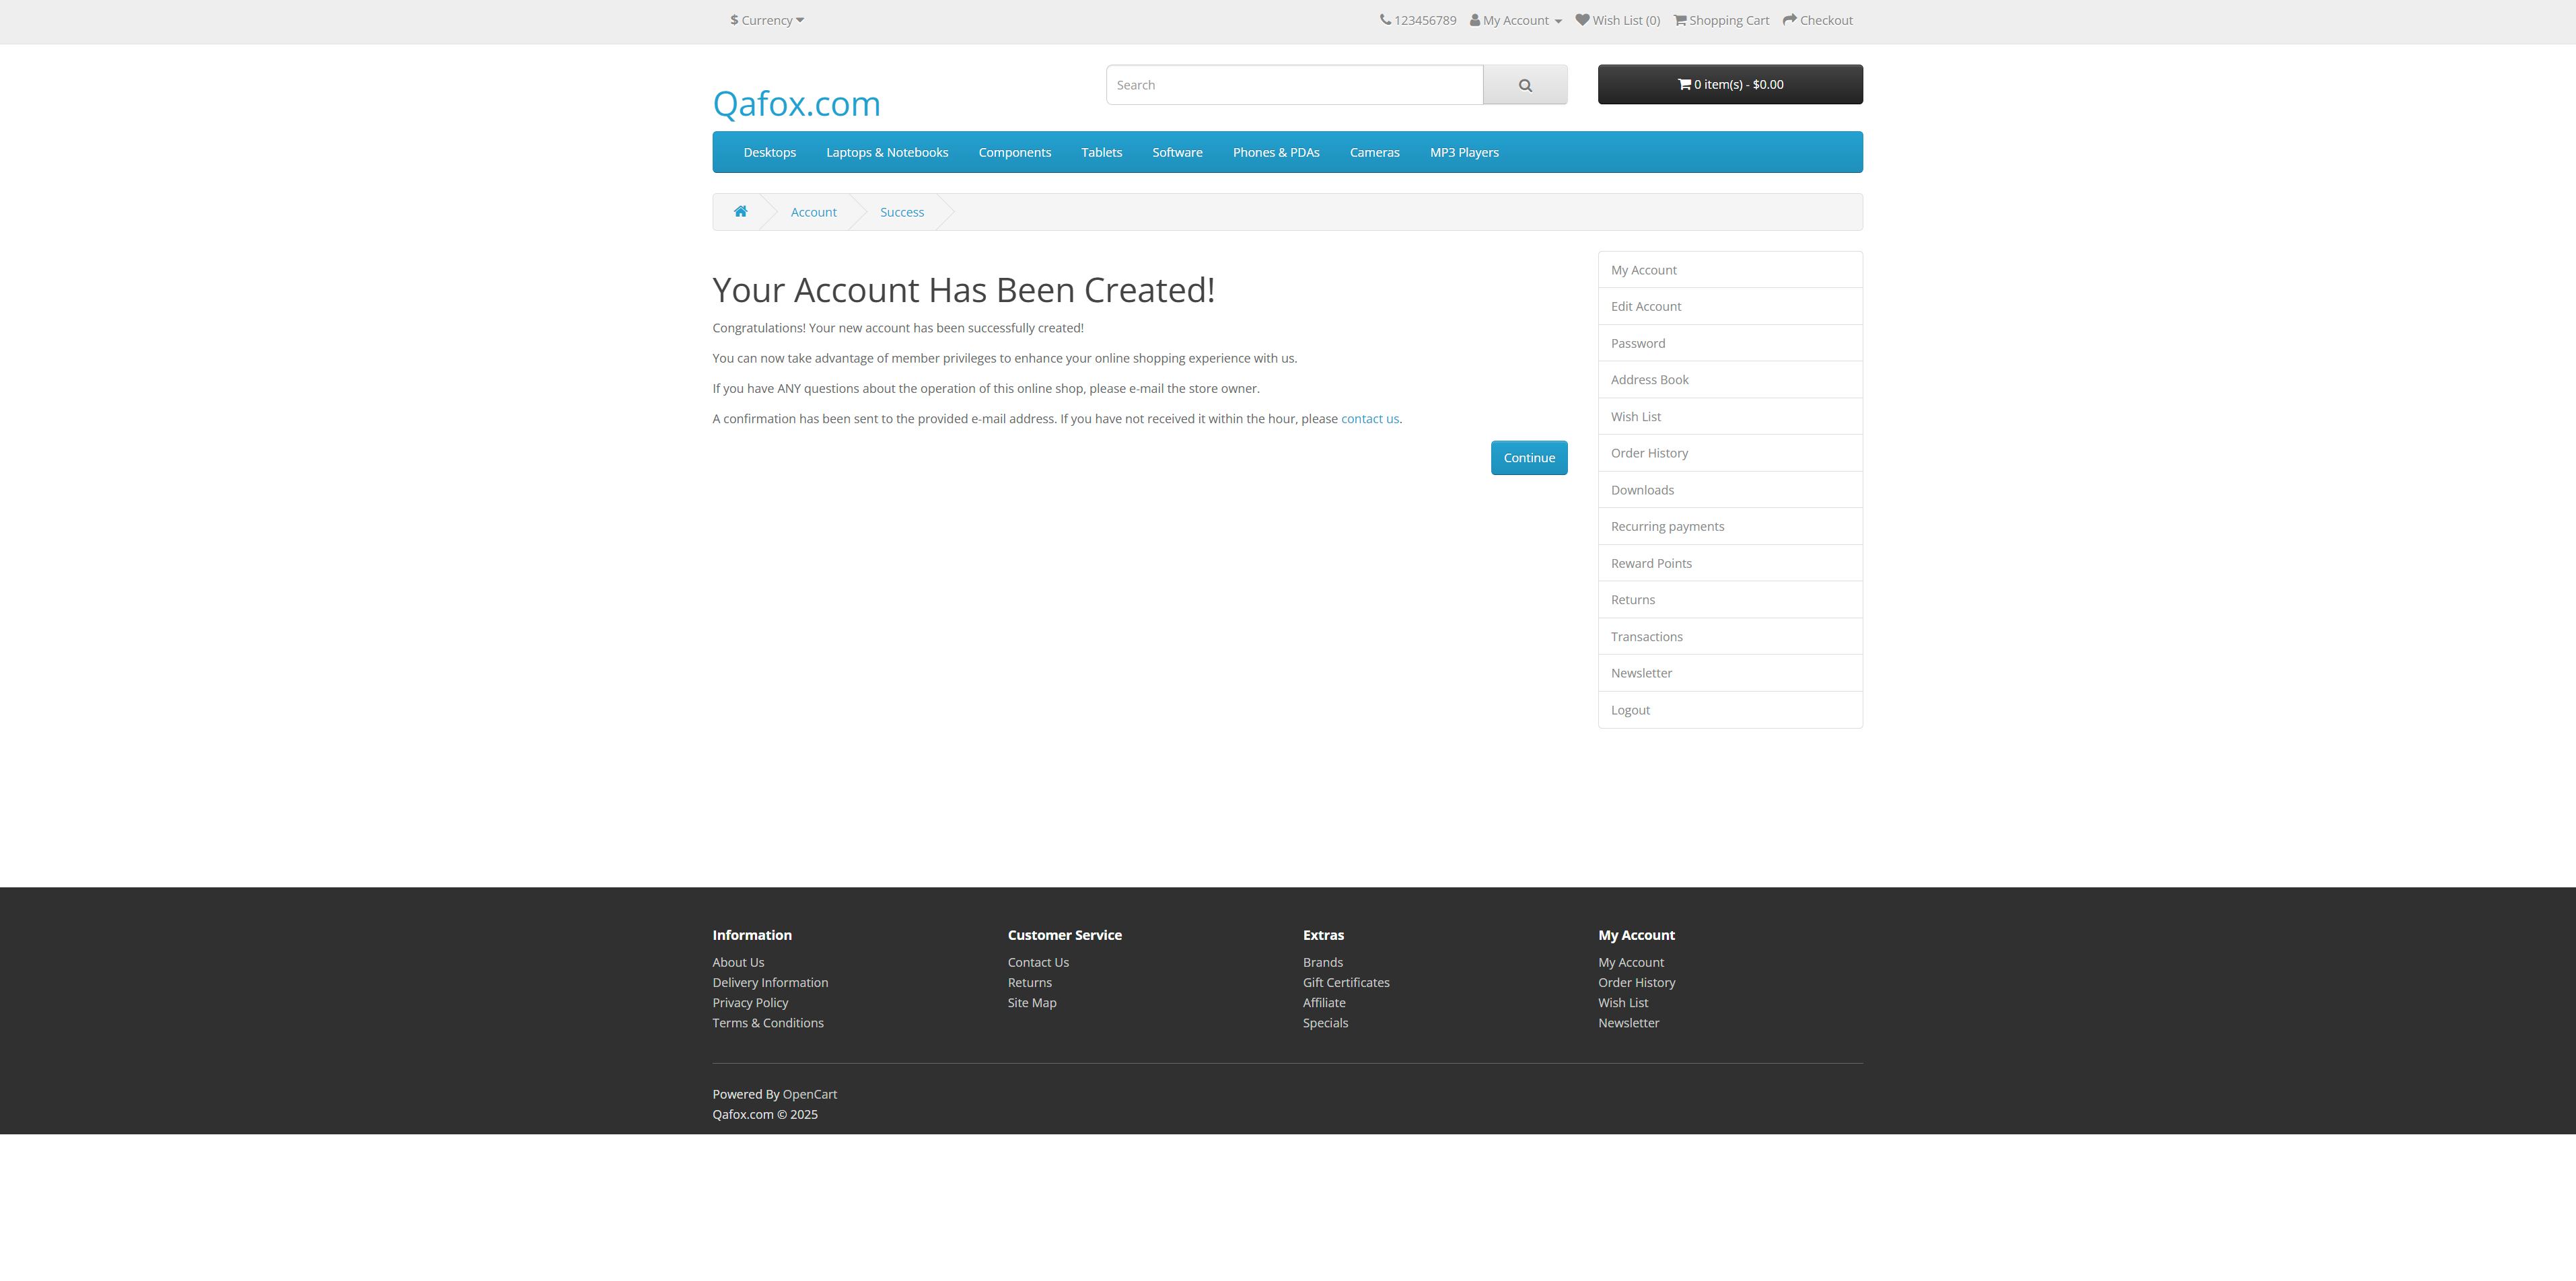 $ Currency
123456789 My Account Wish List (0) Shopping Cart Checkout
Qafox.com
Search
0 item(s) - $0.00
Desktops Laptops & Notebooks Components Tablets Software Phones & PDAs Cameras MP3 Players
Account Success
Your Account Has Been Created!
Congratulations! Your new account has been successfully created!
You can now take advantage of member privileges to enhance your online shopping experience with us.
If you have ANY questions about the operation of this online shop, please e-mail the store owner.
A confirmation has been sent to the provided e-mail address. If you have not received it within the hour, please contact us.
Continue
My Account
Edit Account
Password
Address Book
Wish List
Order History
Downloads
Recurring payments
Reward Points
Returns
Transactions
Newsletter
Logout
Information
About Us
Delivery Information
Privacy Policy
Terms & Conditions
Customer Service
Contact Us
Returns
Site Map
Extras
Brands
Gift Certificates
Affiliate
Specials
My Account
My Account
Order History
Wish List
Newsletter
Powered By OpenCart
Qafox.com © 2025